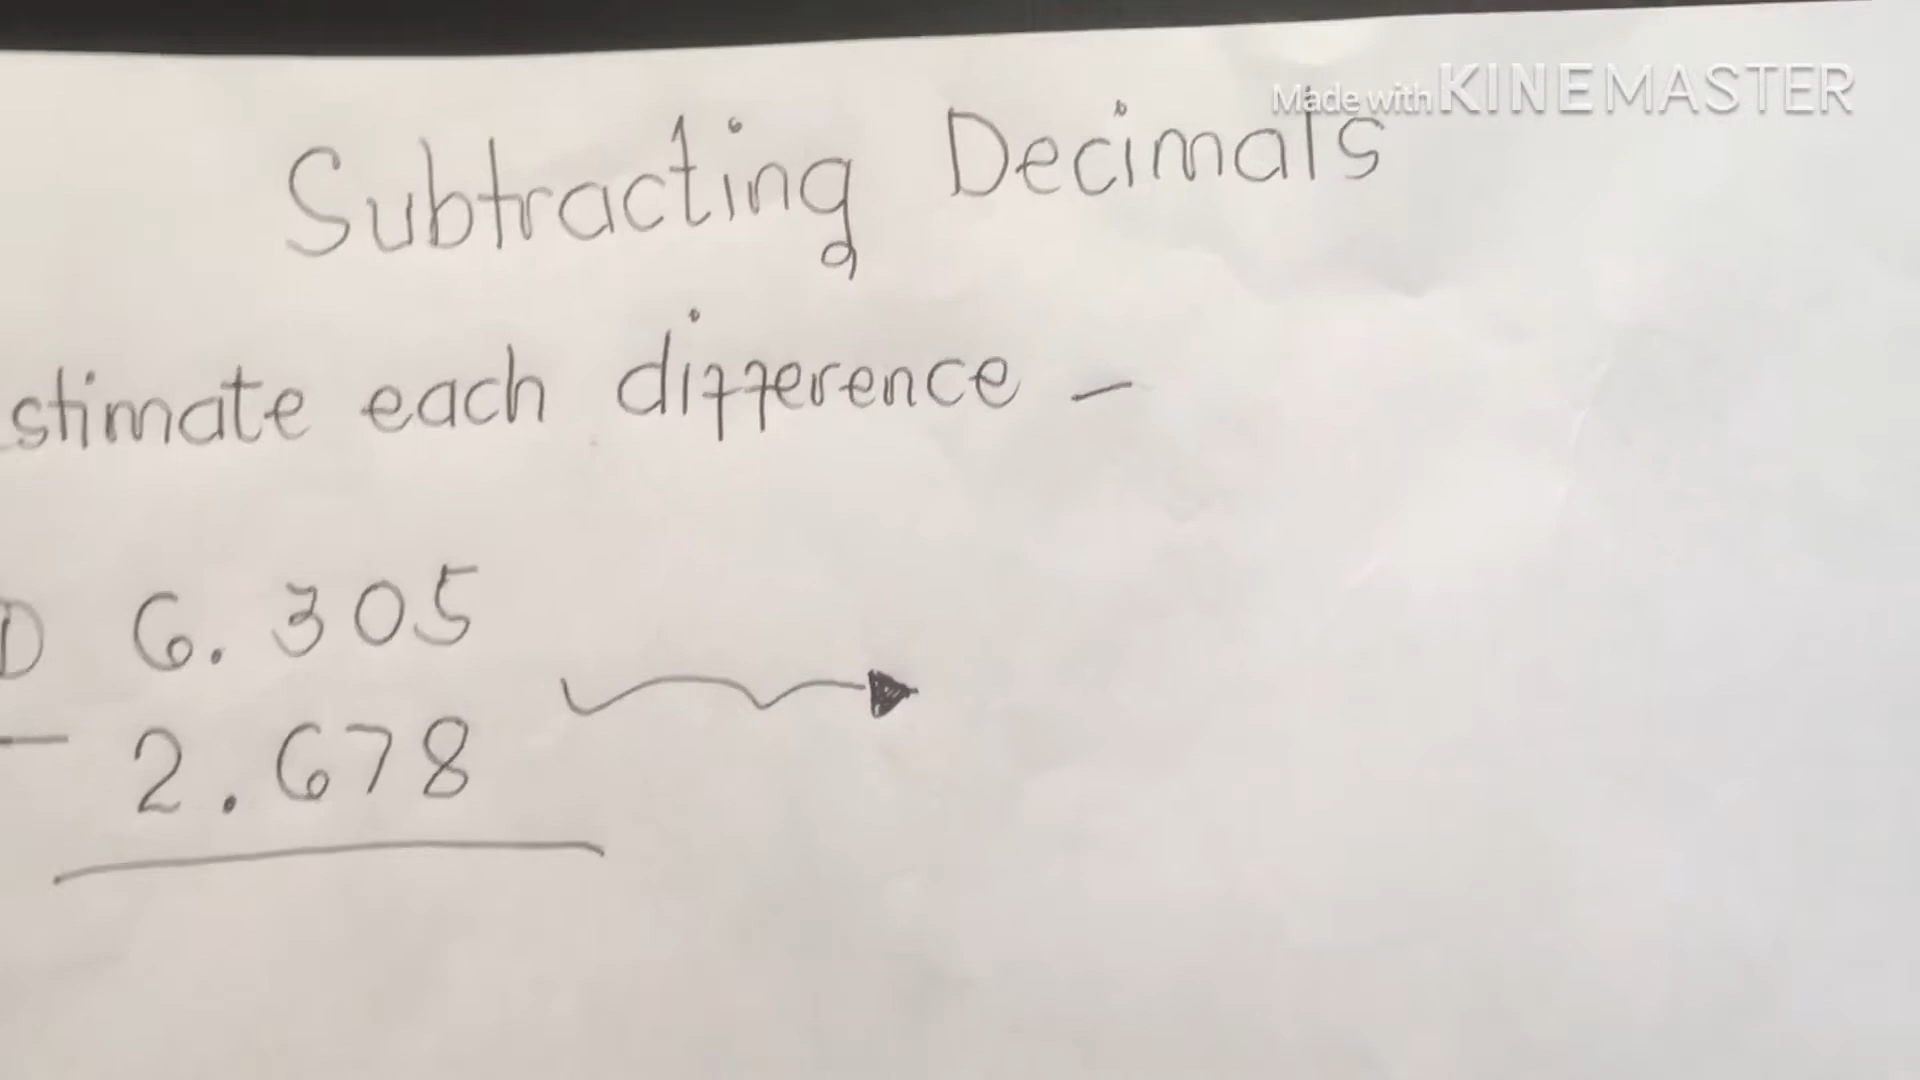 Made with KINEMASTER
Subtracting Decimals
stimate each difference -
D 6.305
- 2.678